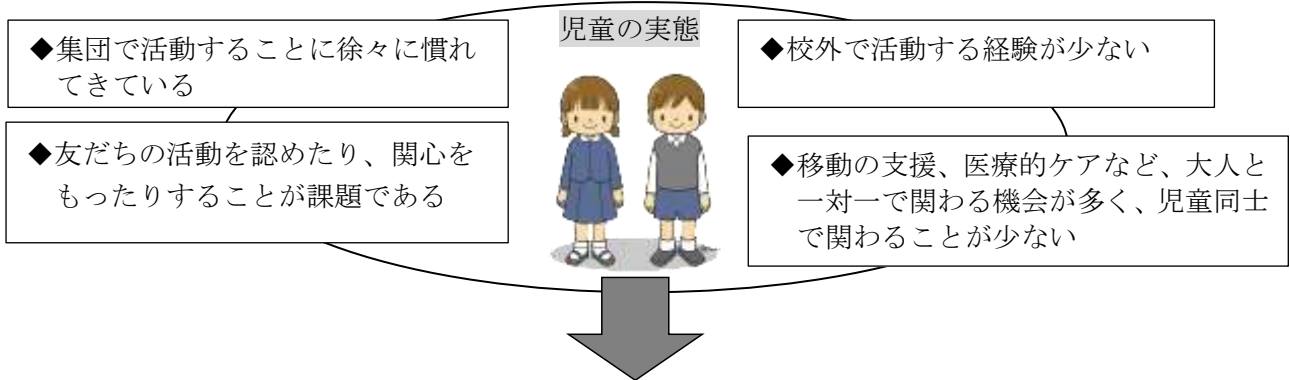 児童の実態
◆集団で活動することに徐々に慣れ
てきている
◆友だちの活動を認めたり、関心を
もったりすることが課題である
◆校外で活動する経験が少ない
◆移動の支援、医療的ケアなど、大人と
一対一で関わる機会が多く、児童同士
で関わることが少ない